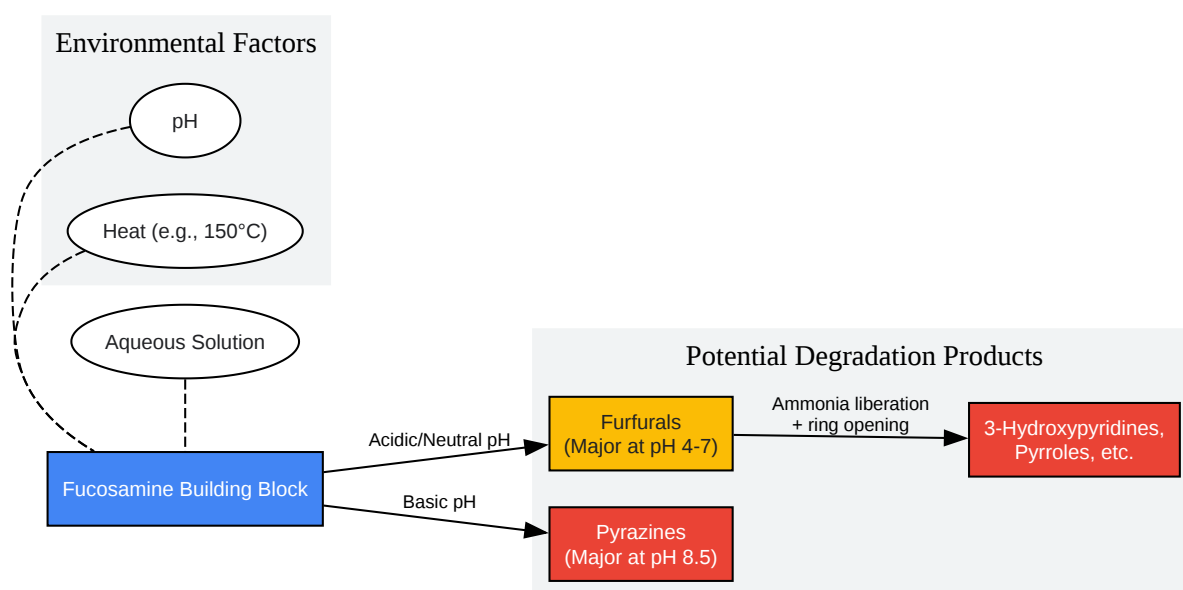 Environmental Factors
pH
Heat (e.g., 150°C)
Aqueous Solution
Fucosamine Building Block
Acidic/Neutral pH
Basic pH
Potential Degradation Products
Furfurals
(Major at pH 4-7)
Ammonia liberation
+ ring opening
3-Hydroxypyridines,
Pyrroles, etc.
Pyrazines
(Major at pH 8.5)